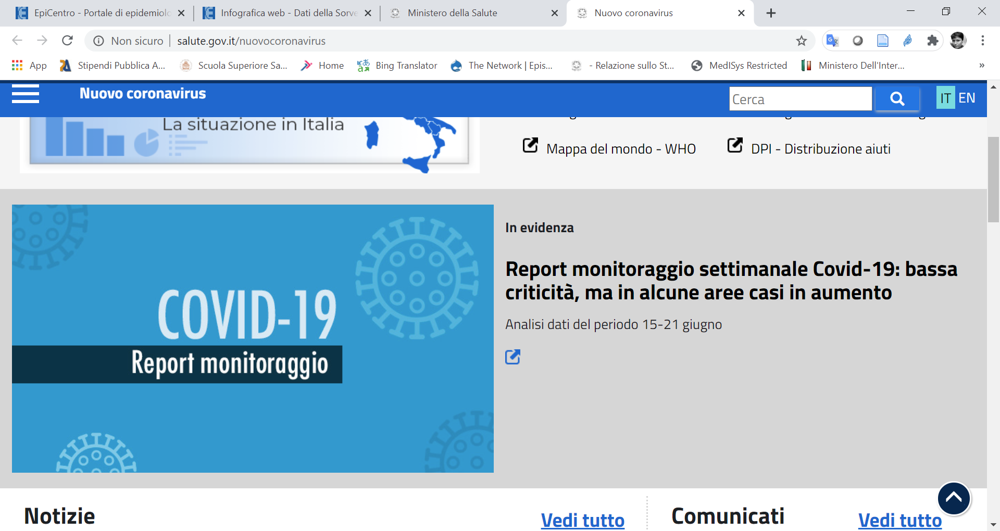 EpiCentro - Portale di epidemiolo
Infografica web - Dati della Sorve
Ministero della Salute
Nuovo coronavirus
Non sicuro
salute.gov.it/nuovocoronavirus
App
Stipendi Pubblica A...
Scuola Superiore Sa...
Home
Bing Translator
The Network | Epis...
- Relazione sullo St...
MedISys Restricted
Ministero Dell'Inter...
Nuovo coronavirus
Cerca
IT EN
La situazione in Italia
Mappa del mondo - WHO
DPI - Distribuzione aiuti
COVID-19
Report monitoraggio
In evidenza
Report monitoraggio settimanale Covid-19: bassa
criticità, ma in alcune aree casi in aumento
Analisi dati del periodo 15-21 giugno
Notizie
Vedi tutto
Comunicati
Vedi tutto